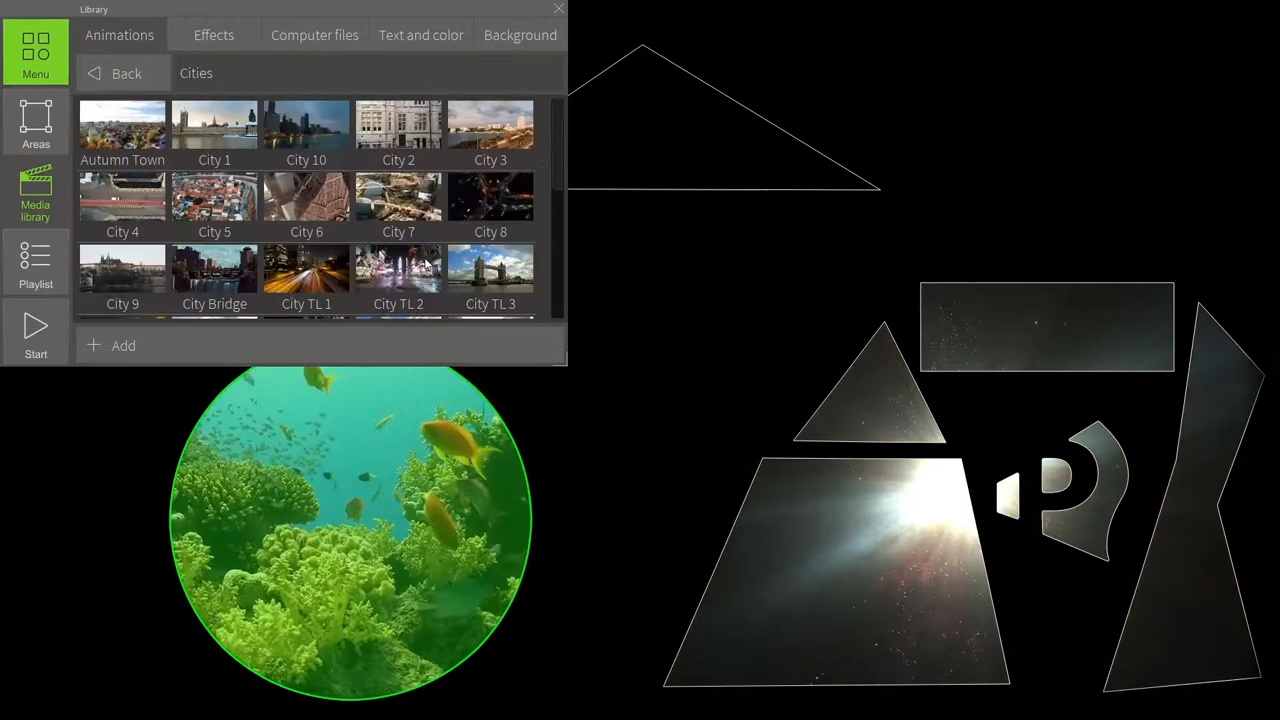 Library
Menu
Animations
Effects
Computer files
Text and color
Background
Back
Cities
Areas
Autumn Town
City 1
City 10
City 2
City 3
Media
library
City 4
City 5
City 6
City 7
City 8
Playlist
City 9
City Bridge
City TL 1
City TL 2
City TL 3
Start
Add